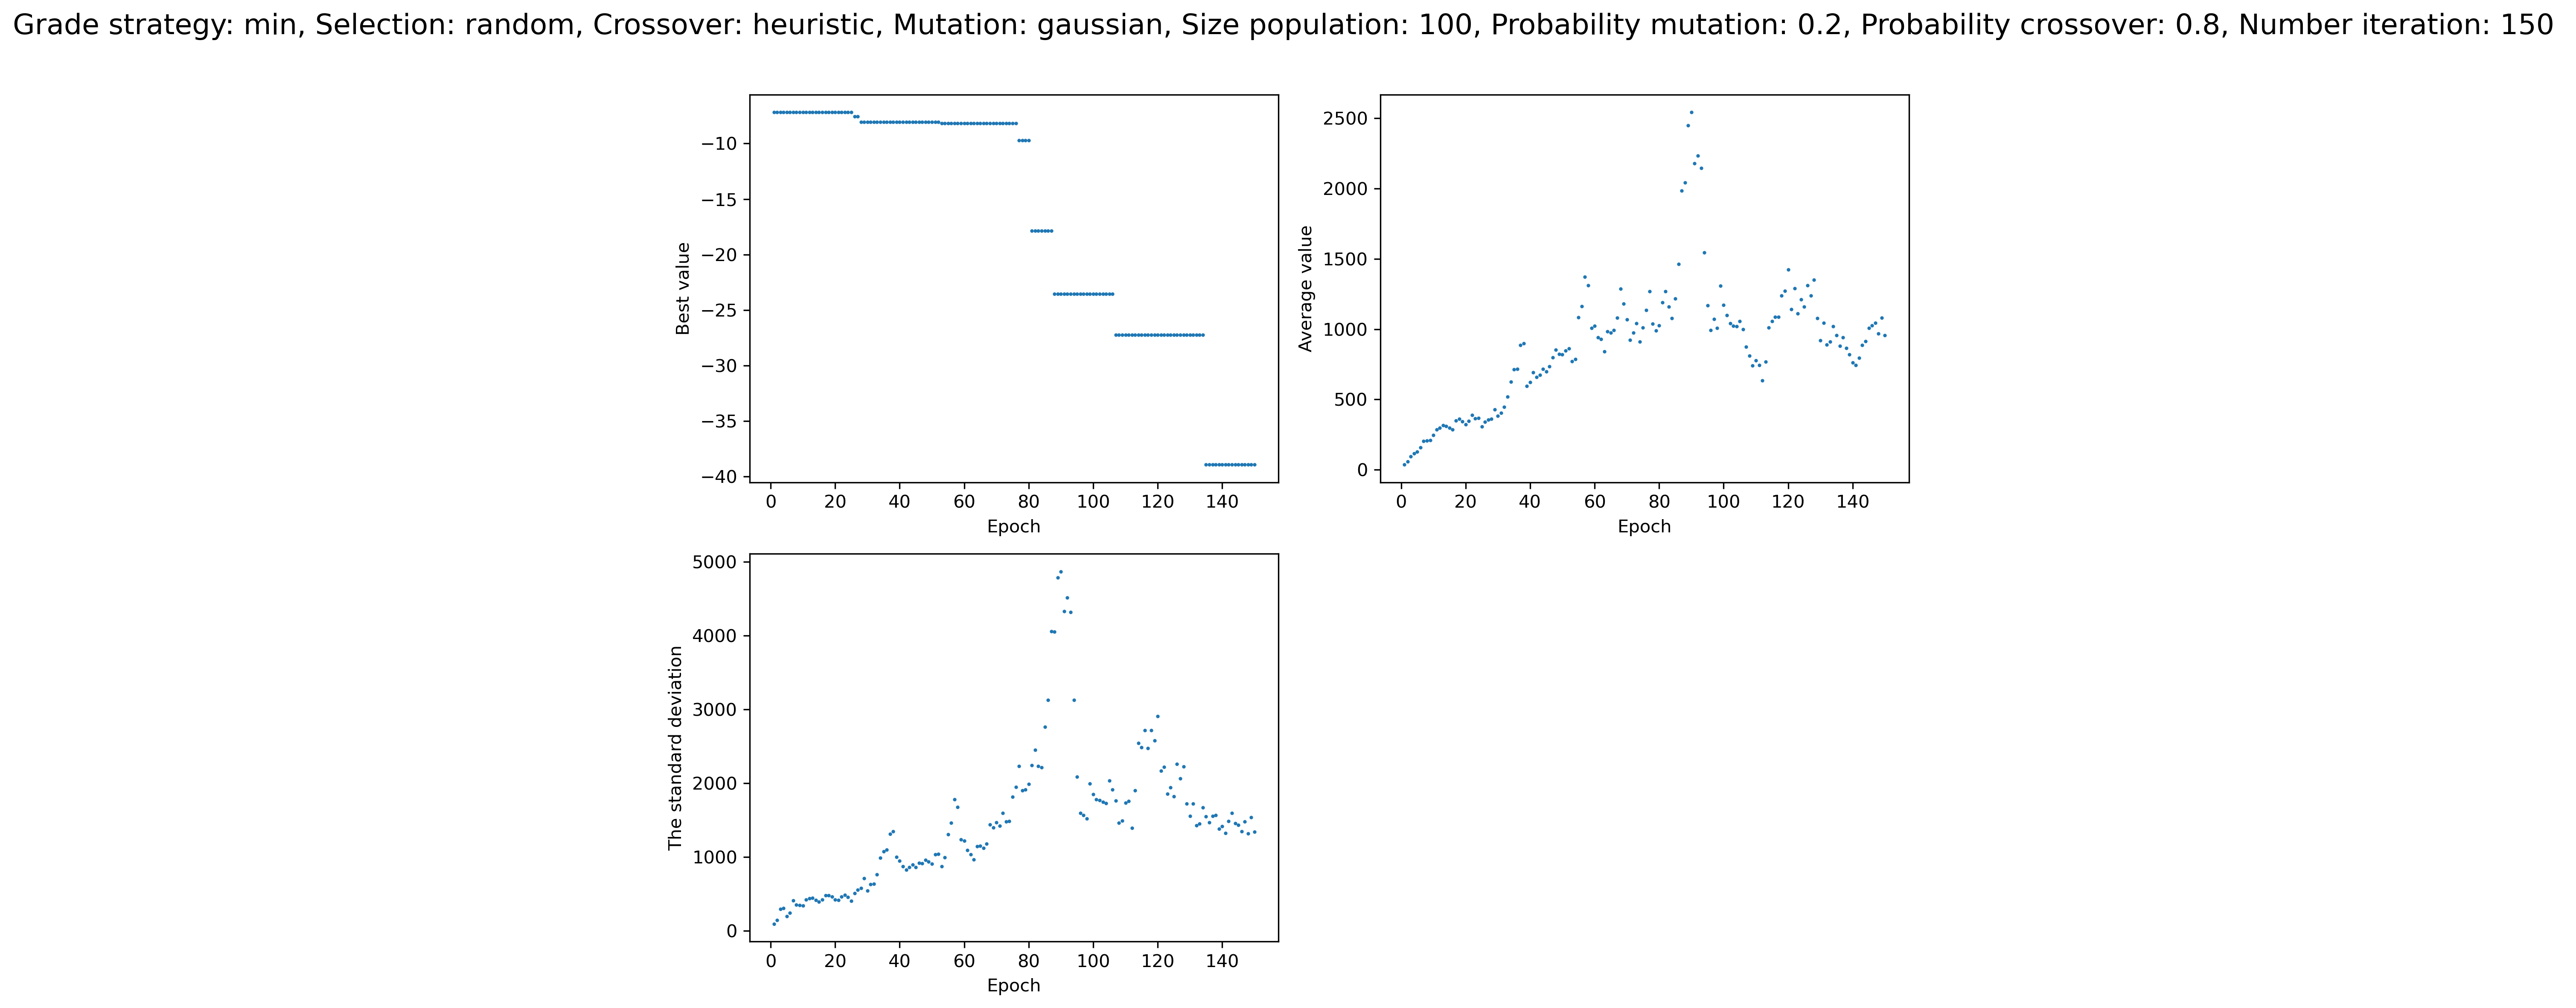 Grade strategy: min, Selection: random, Crossover: heuristic, Mutation: gaussian, Size population: 100, Probability mutation: 0.2, Probability crossover: 0.8, Number iteration: 150
Best value
−10
−15
−20
−25
−30
−35
−40
0 20 40 60 80 100 120 140
Epoch
Average value
2500
2000
1500
1000
500
0
0 20 40 60 80 100 120 140
Epoch
The standard deviation
5000
4000
3000
2000
1000
0
0 20 40 60 80 100 120 140
Epoch